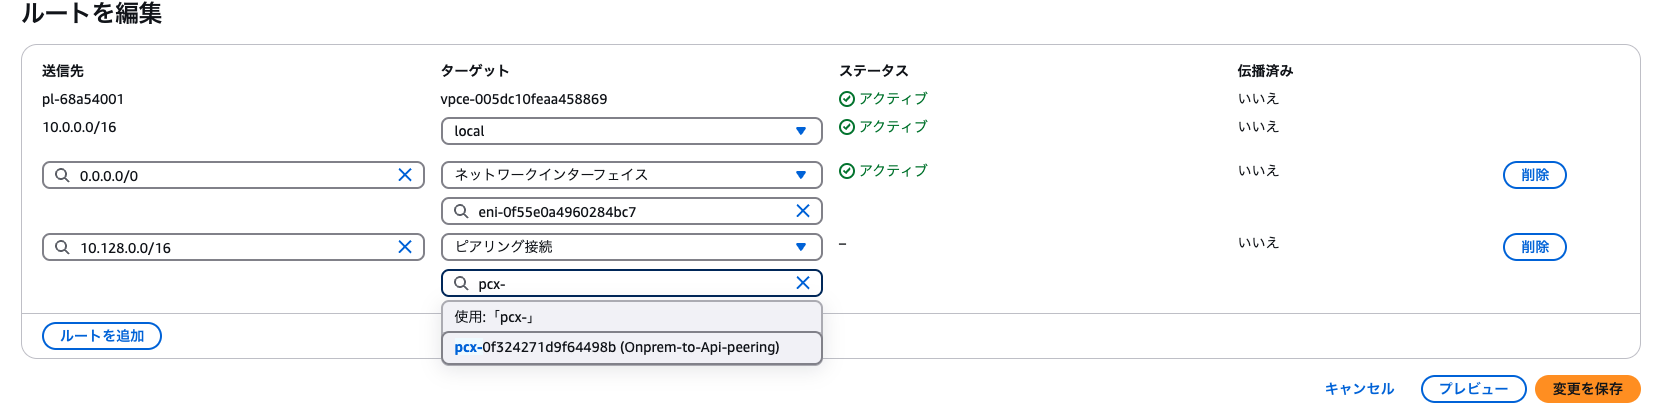 ルートを編集
送信先 ターゲット ステータス 伝播済み
pl-68a54001 vpce-005dc10feaa458869 アクティブ いいえ
10.0.0.0/16 local アクティブ いいえ
0.0.0.0/0 ネットワークインターフェイス アクティブ いいえ 削除
eni-0f55e0a4960284bc7
10.128.0.0/16 ピアリング接続 – いいえ 削除
pcx-
使用:「pcx-」
ルートを追加 pcx-0f324271d9f64498b (Onprem-to-Api-peering)
キャンセル プレビュー 変更を保存